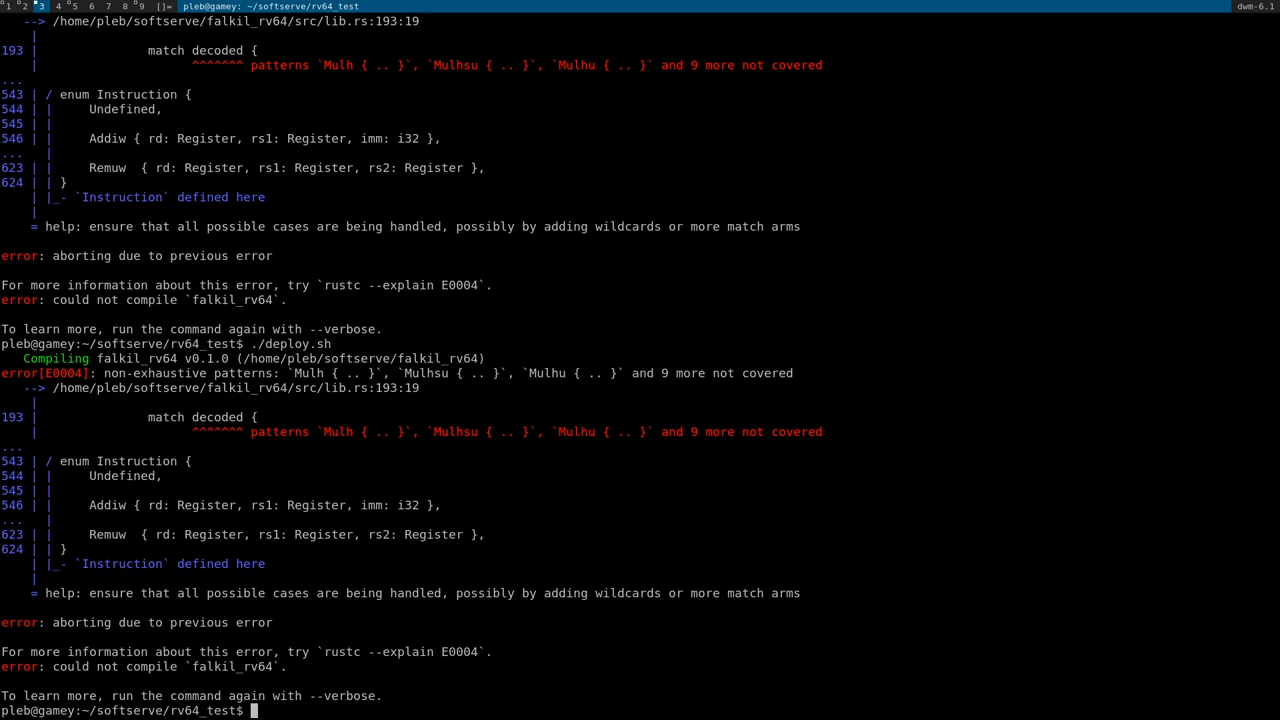 1 2 3 4 5 6 7 8 9 []= pleb@gamey: ~/softserve/rv64_test dwm-6.1
--> /home/pleb/softserve/falkil_rv64/src/lib.rs:193:19
|
193 | match decoded {
| ^^^^^^^ patterns `Mulh { .. }`, `Mulhsu { .. }`, `Mulhu { .. }` and 9 more not covered
...
543 | / enum Instruction {
544 | | Undefined,
545 | |
546 | | Addiw { rd: Register, rs1: Register, imm: i32 },
... |
623 | | Remuw  { rd: Register, rs1: Register, rs2: Register },
624 | | }
| |_- `Instruction` defined here
|
= help: ensure that all possible cases are being handled, possibly by adding wildcards or more match arms
error: aborting due to previous error
For more information about this error, try `rustc --explain E0004`.
error: could not compile `falkil_rv64`.
To learn more, run the command again with --verbose.
pleb@gamey:~/softserve/rv64_test$ ./deploy.sh
Compiling falkil_rv64 v0.1.0 (/home/pleb/softserve/falkil_rv64)
error[E0004]: non-exhaustive patterns: `Mulh { .. }`, `Mulhsu { .. }`, `Mulhu { .. }` and 9 more not covered
--> /home/pleb/softserve/falkil_rv64/src/lib.rs:193:19
|
193 | match decoded {
| ^^^^^^^ patterns `Mulh { .. }`, `Mulhsu { .. }`, `Mulhu { .. }` and 9 more not covered
...
543 | / enum Instruction {
544 | | Undefined,
545 | |
546 | | Addiw { rd: Register, rs1: Register, imm: i32 },
... |
623 | | Remuw  { rd: Register, rs1: Register, rs2: Register },
624 | | }
| |_- `Instruction` defined here
|
= help: ensure that all possible cases are being handled, possibly by adding wildcards or more match arms
error: aborting due to previous error
For more information about this error, try `rustc --explain E0004`.
error: could not compile `falkil_rv64`.
To learn more, run the command again with --verbose.
pleb@gamey:~/softserve/rv64_test$